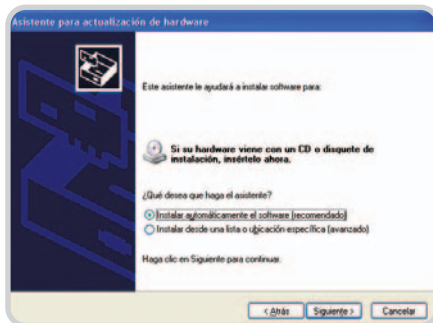 Asistente para actualización de hardware
Este asistente le ayudará a instalar software para:
Si su hardware viene con un CD o disquete de
instalación, insértelo ahora.
¿Qué desea que haga el asistente?
Instalar automáticamente el software (recomendado)
Instalar desde una lista o ubicación específica (avanzado)
Haga clic en Siguiente para continuar.
< Atrás
Siguiente >
Cancelar